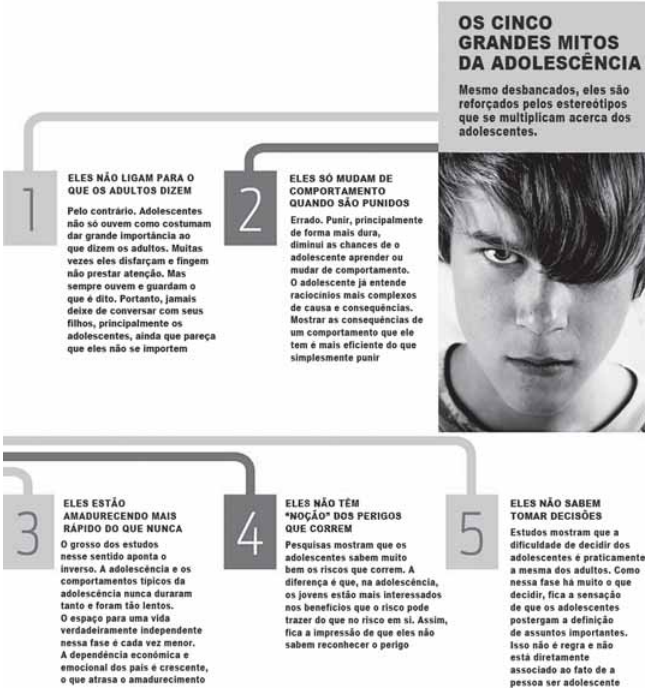 OS CINCO
GRANDES MITOS
DA ADOLESCÊNCIA
Mesmo desbancados, eles são
reforçados pelos estereótipos
que se multiplicam acerca dos
adolescentes.
1
ELES NÃO LIGAM PARA O
QUE OS ADULTOS DIZEM
Pelo contrário. Adolescentes
não só ouvem como costumam
dar grande importância ao
que dizem os adultos. Muitas
vezes eles disfarçam e fingem
não prestar atenção. Mas
sempre ouvem e guardam o
que é dito. Portanto, jamais
deixe de conversar com seus
filhos, principalmente os
adolescentes, ainda que pareça
que eles não se importem
2
ELES SÓ MUDAM DE
COMPORTAMENTO
QUANDO SÃO PUNIDOS
Errado. Punir, principalmente
de forma mais dura,
diminui as chances de o
adolescente aprender ou
mudar de comportamento.
O adolescente já entende
raciocínios mais complexos
de causa e consequências.
Mostrar as consequências de
um comportamento que ele
tem é mais eficiente do que
simplesmente punir
3
ELES ESTÃO
AMADURECENDO MAIS
RÁPIDO DO QUE NUNCA
O grosso dos estudos
nesse sentido aponta o
inverso. A adolescência e os
comportamentos típicos da
adolescência nunca duraram
tanto e foram tão lentos.
O espaço para uma vida
verdadeiramente independente
nessa fase é cada vez menor.
A dependência econômica e
emocional dos pais é crescente,
o que atrasa o amadurecimento
4
ELES NÃO TÊM
"NOÇÃO" DOS PERIGOS
QUE CORREM
Pesquisas mostram que os
adolescentes sabem muito
bem os riscos que correm. A
diferença é que, na adolescência,
os jovens estão mais interessados
nos benefícios que o risco pode
trazer do que no risco em si. Assim,
fica a impressão de que eles não
sabem reconhecer o perigo
5
ELES NÃO SABEM
TOMAR DECISÕES
Estudos mostram que a
dificuldade de decidir dos
adolescentes é praticamente
a mesma dos adultos. Como
nessa fase há muito o que
decidir, fica a sensação
de que os adolescentes
postergam a definição
de assuntos importantes.
Isso não é regra e não
está diretamente
associado ao fato de a
pessoa ser adolescente